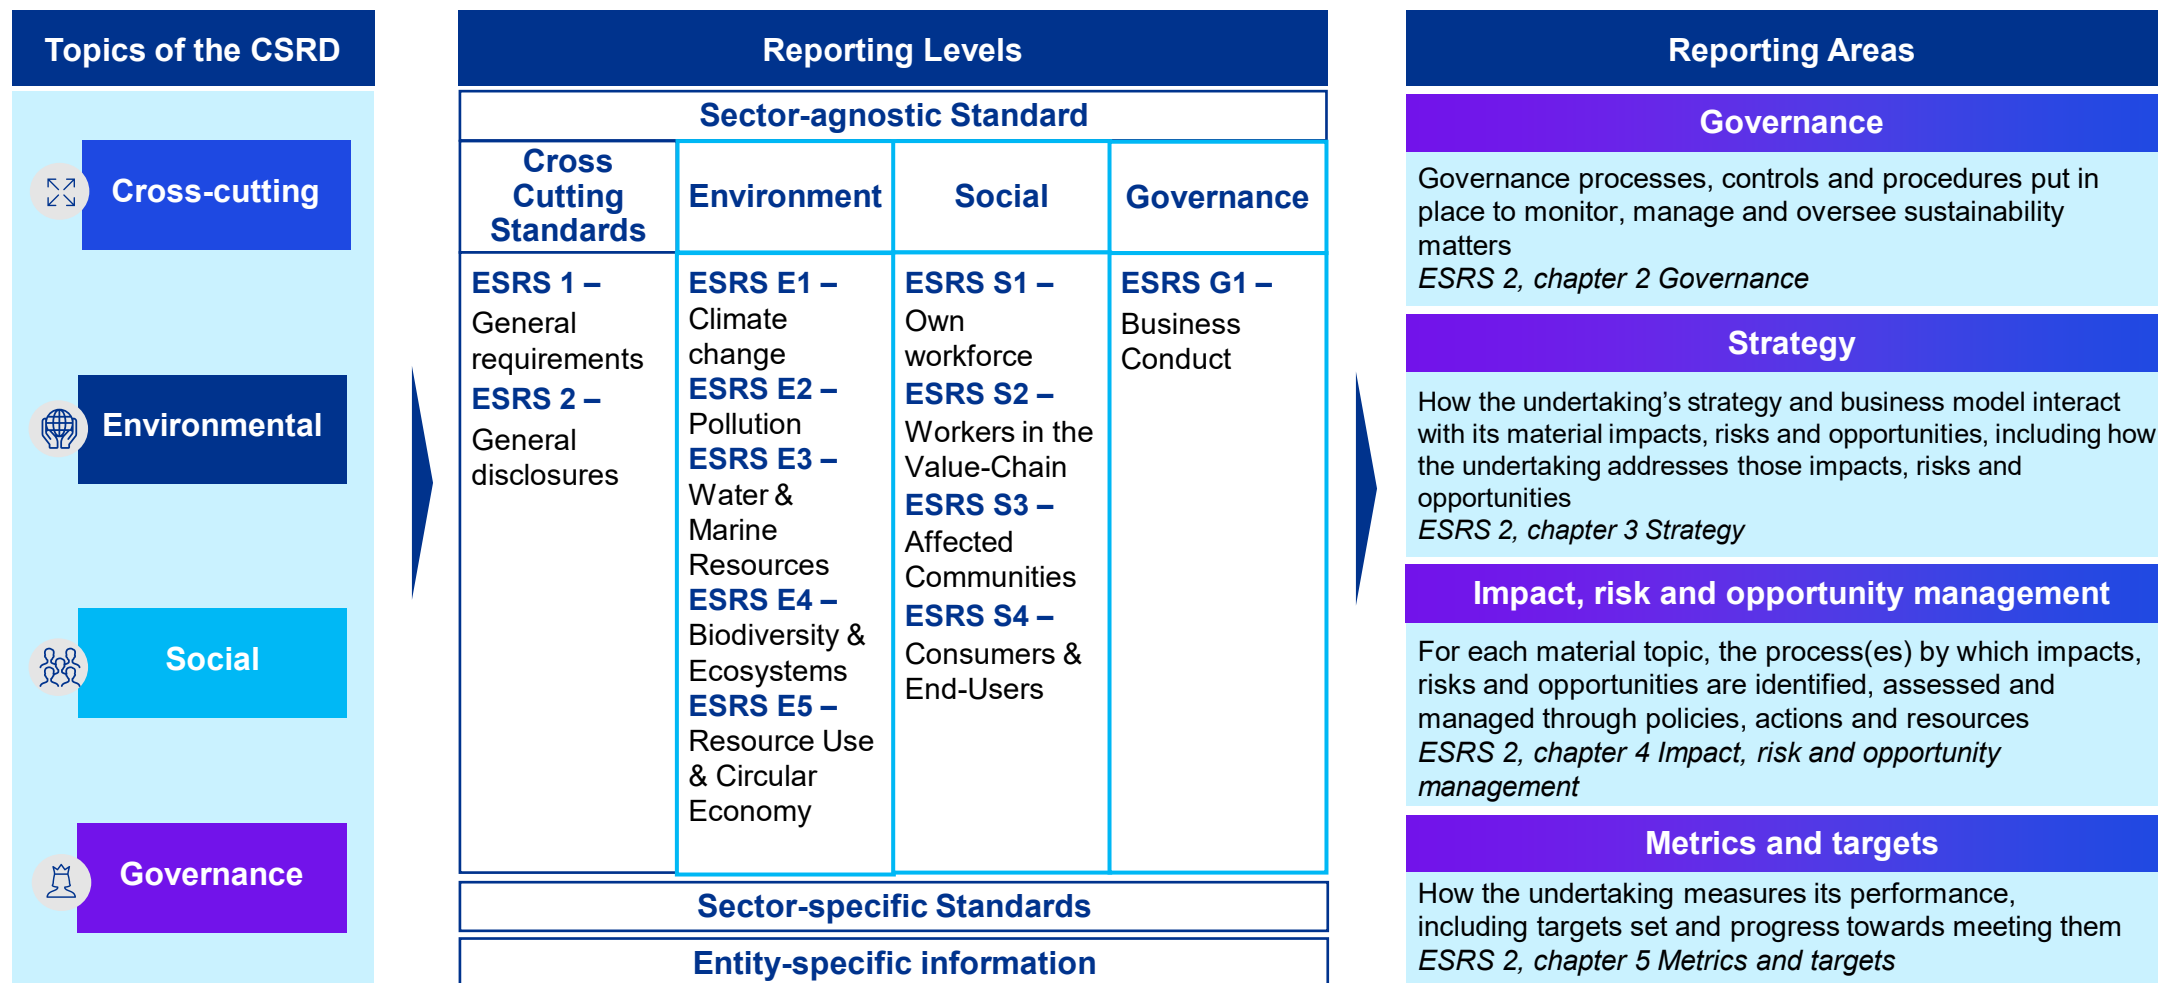 Topics of the CSRD
Cross-cutting
Environmental
Social
Governance
Reporting Levels
Sector-agnostic Standard
Cross
Cutting
Standards
Environment
Social
Governance
ESRS 1 –
General
requirements
ESRS 2 –
General
disclosures
ESRS E1 –
Climate
change
ESRS E2 –
Pollution
ESRS E3 –
Water &
Marine
Resources
ESRS E4 –
Biodiversity &
Ecosystems
ESRS E5 –
Resource Use
& Circular
Economy
ESRS S1 –
Own
workforce
ESRS S2 –
Workers in the
Value-Chain
ESRS S3 –
Affected
Communities
ESRS S4 –
Consumers &
End-Users
ESRS G1 –
Business
Conduct
Sector-specific Standards
Entity-specific information
Reporting Areas
Governance
Governance processes, controls and procedures put in
place to monitor, manage and oversee sustainability
matters
ESRS 2, chapter 2 Governance
Strategy
How the undertaking’s strategy and business model interact
with its material impacts, risks and opportunities, including how
the undertaking addresses those impacts, risks and
opportunities
ESRS 2, chapter 3 Strategy
Impact, risk and opportunity management
For each material topic, the process(es) by which impacts,
risks and opportunities are identified, assessed and
managed through policies, actions and resources
ESRS 2, chapter 4 Impact, risk and opportunity
management
Metrics and targets
How the undertaking measures its performance,
including targets set and progress towards meeting them
ESRS 2, chapter 5 Metrics and targets